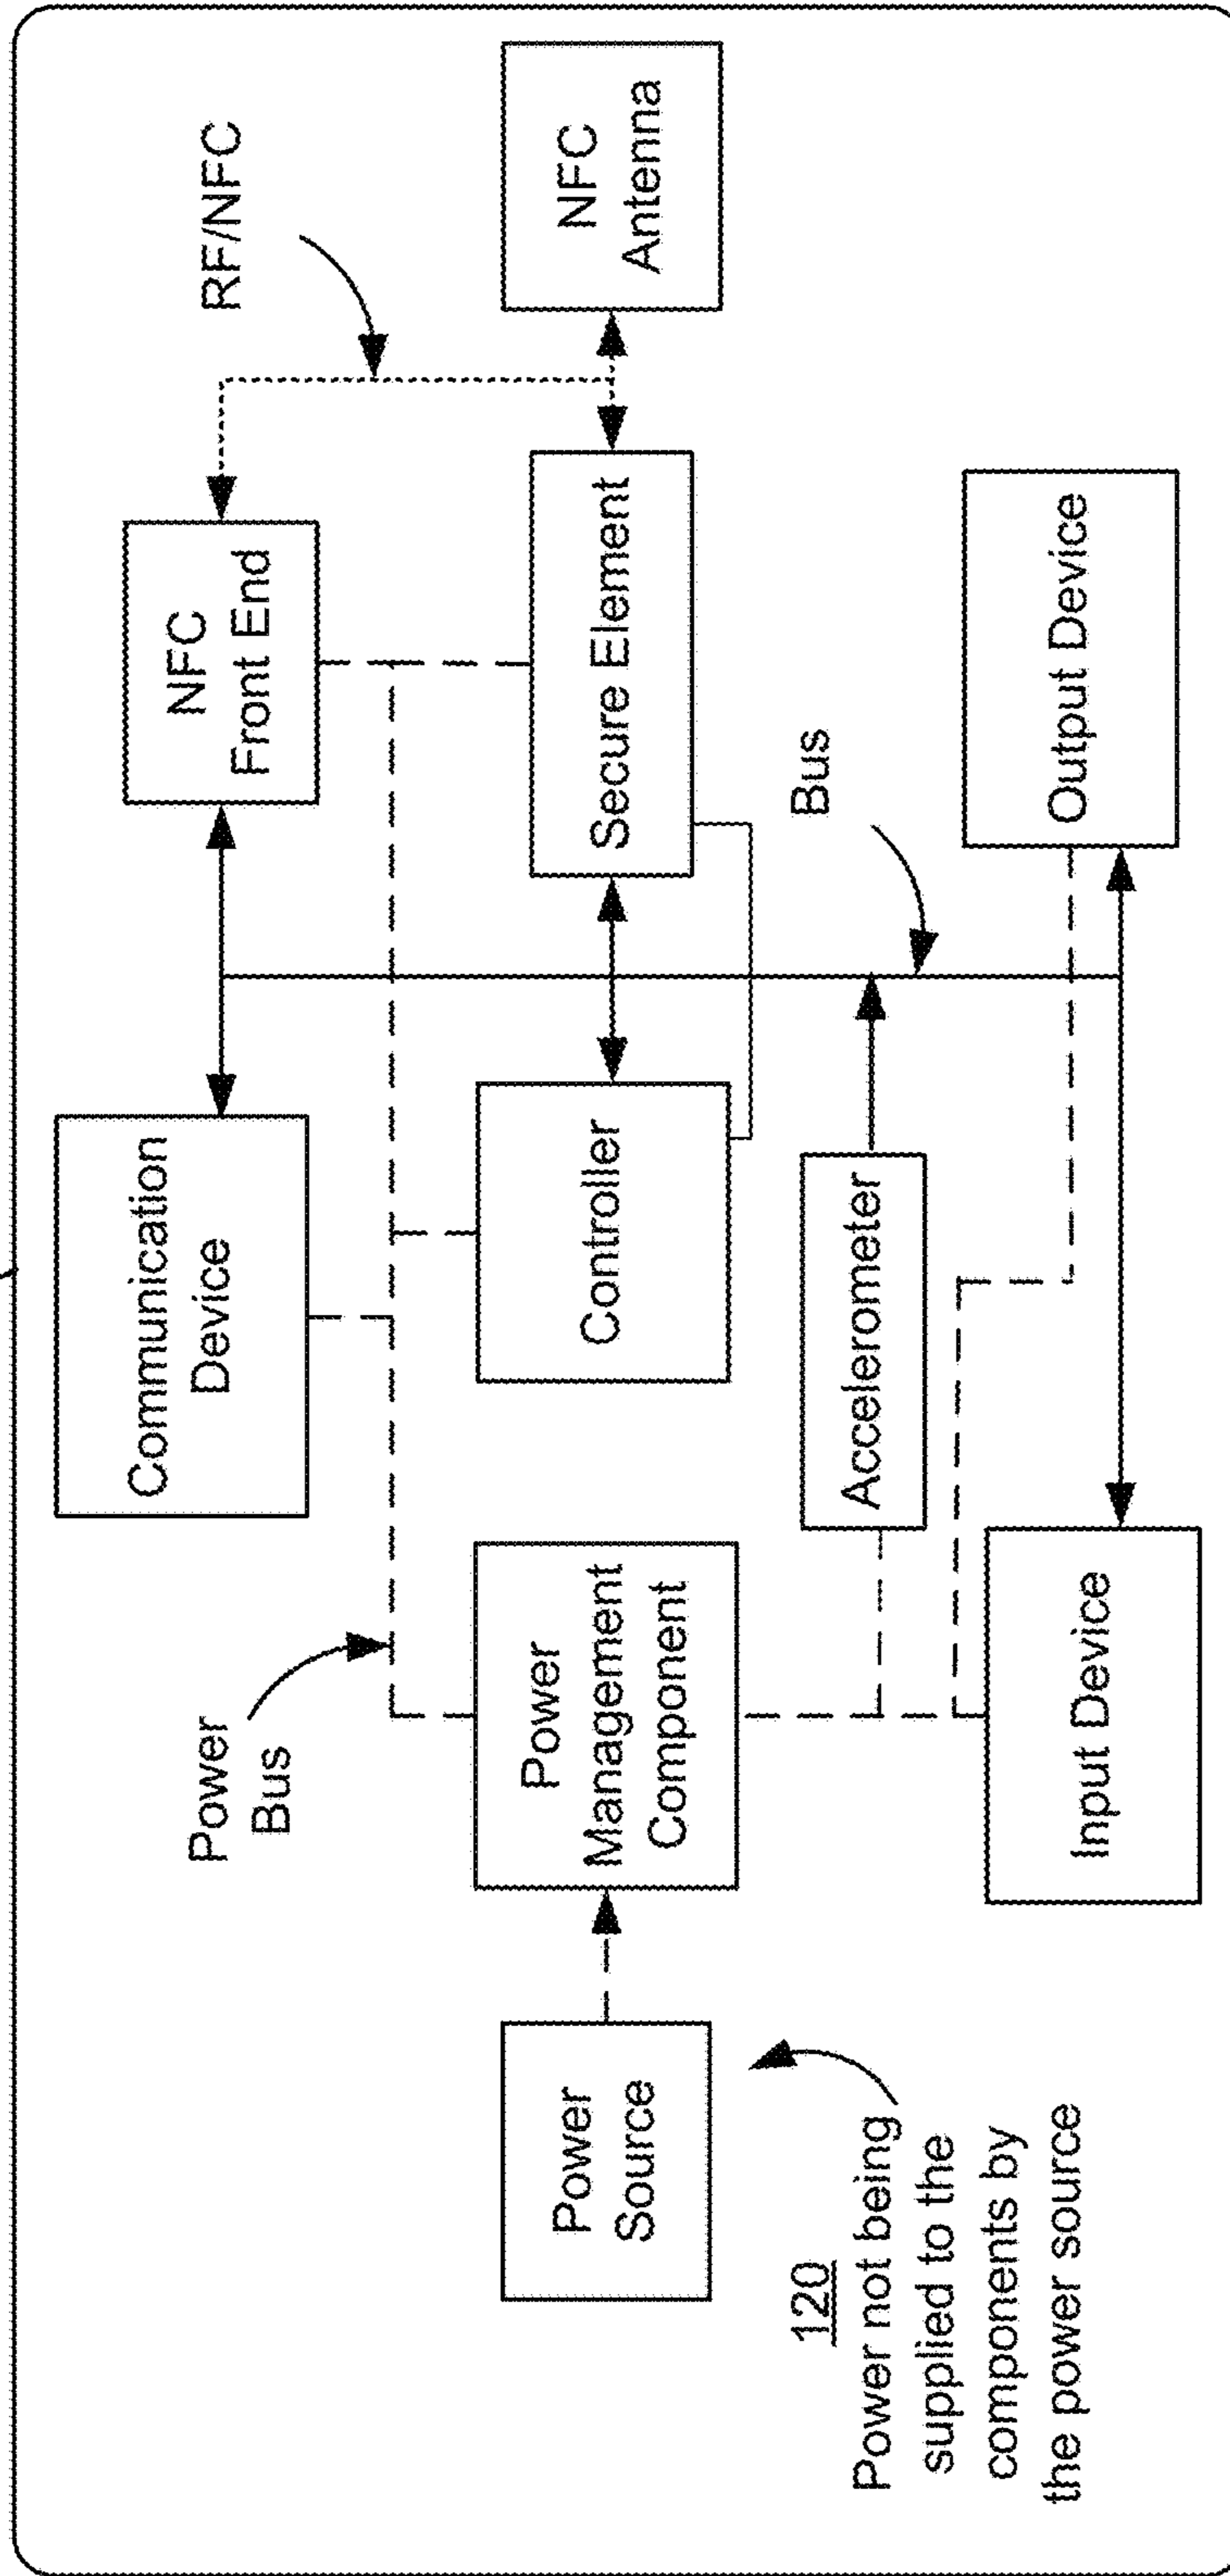 Communication
Device
NFC
Front End
RF/NFC
Power
Bus
Power
Source
Power
Management
Component
Controller
Secure Element
NFC
Antenna
120
Power not being
supplied to the
components by
the power source
Accelerometer
Bus
Input Device
Output Device